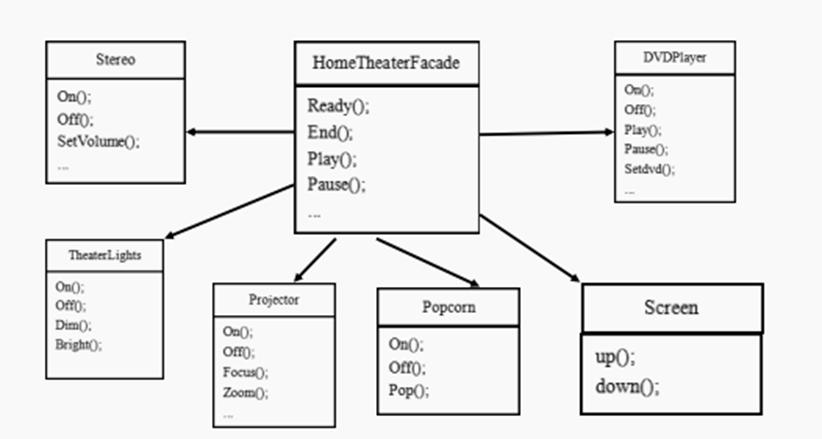 Stereo
On();
Off();
SetVolume();
...
HomeTheaterFacade
Ready();
End();
Play();
Pause();
...
DVDPlayer
On();
Off();
Play();
Pause();
Setdvd();
...
TheaterLights
On();
Off();
Dim();
Bright();
Projector
On();
Off();
Focus();
Zoom();
...
Popcorn
On();
Off();
Pop();
Screen
up();
down();